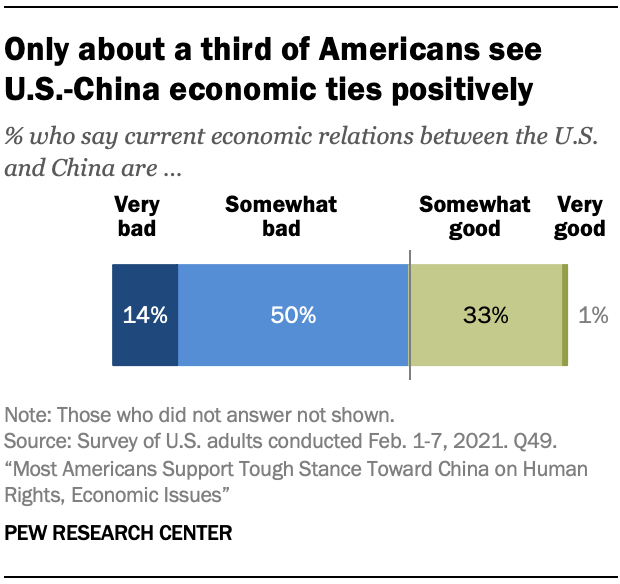 Only about a third of Americans see
U.S.-China economic ties positively
% who say current economic relations between the U.S.
and China are ...
Very bad
Somewhat bad
Somewhat good
Very good
14%
50%
33%
1%
Note: Those who did not answer not shown.
Source: Survey of U.S. adults conducted Feb. 1-7, 2021. Q49.
“Most Americans Support Tough Stance Toward China on Human
Rights, Economic Issues”
PEW RESEARCH CENTER